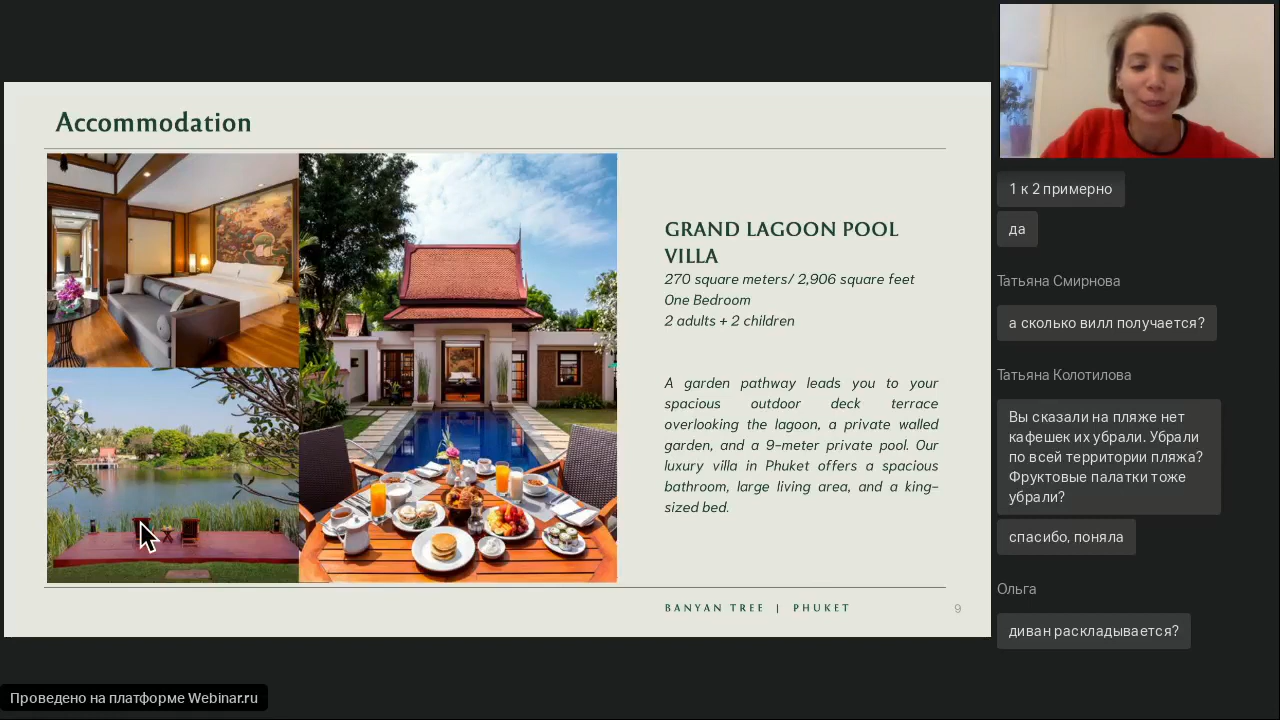 Accommodation
GRAND LAGOON POOL
VILLA
270 square meters/ 2,906 square feet
One Bedroom
2 adults + 2 children
A garden pathway leads you to your
spacious outdoor deck terrace
overlooking the lagoon, a private walled
garden, and a 9-meter private pool. Our
luxury villa in Phuket offers a spacious
bathroom, large living area, and a king-
sized bed.
BANYAN TREE | PHUKET
9
1 к 2 примерно
да
Татьяна Смирнова
а сколько вилл получается?
Татьяна Колотилова
Вы сказали на пляже нет
кафешек их убрали. Убрали
по всей территории пляжа?
Фруктовые палатки тоже
убрали?
спасибо, поняла
Ольга
диван раскладывается?
Проведено на платформе Webinar.ru